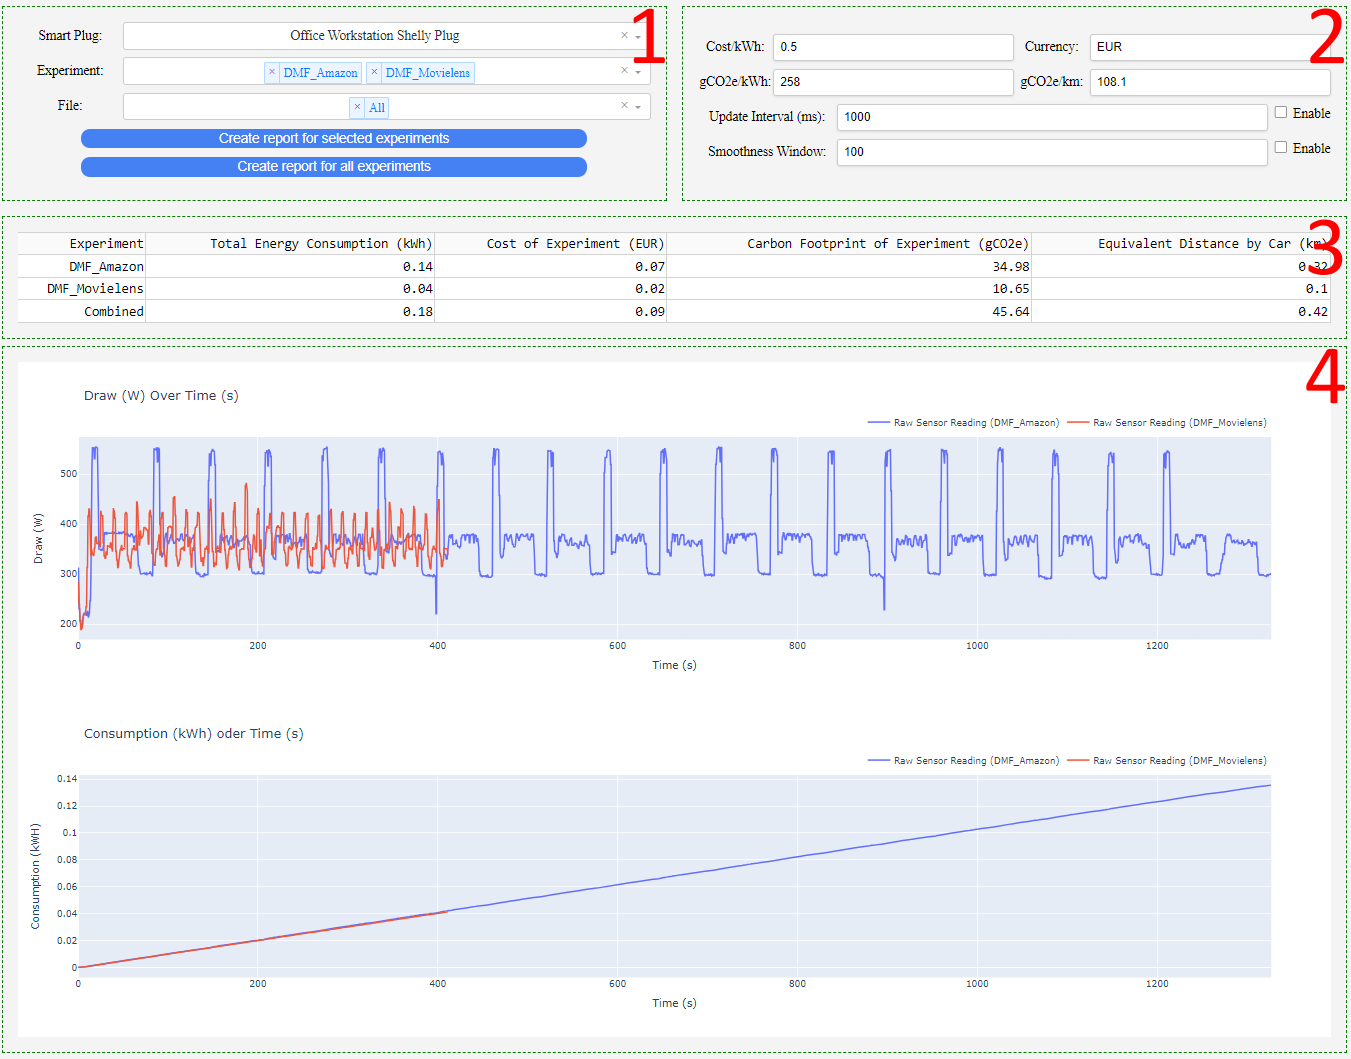 1
Smart Plug: Office Workstation Shelly Plug × 
Experiment: × DMF_Amazon × DMF_Movielens ×
File: × All ×
Create report for selected experiments
Create report for all experiments
2
Cost/kWh: 0.5 Currency: EUR
gCO2e/kWh: 258 gCO2e/km: 108.1
Update Interval (ms): 1000 Enable
Smoothness Window: 100 Enable
3
Experiment Total Energy Consumption (kWh) Cost of Experiment (EUR) Carbon Footprint of Experiment (gCO2e) Equivalent Distance by Car (km)
DMF_Amazon 0.14 0.07 34.98 0.32
DMF_Movielens 0.04 0.02 10.65 0.1
Combined 0.18 0.09 45.64 0.42
4
Draw (W) Over Time (s)
Raw Sensor Reading (DMF_Amazon) Raw Sensor Reading (DMF_Movielens)
Draw (W)
500
400
300
200
0 200 400 600 800 1000 1200
Time (s)
Consumption (kWh) oder Time (s)
Raw Sensor Reading (DMF_Amazon) Raw Sensor Reading (DMF_Movielens)
Consumption (kWH)
0.14
0.12
0.1
0.08
0.06
0.04
0.02
0
0 200 400 600 800 1000 1200
Time (s)